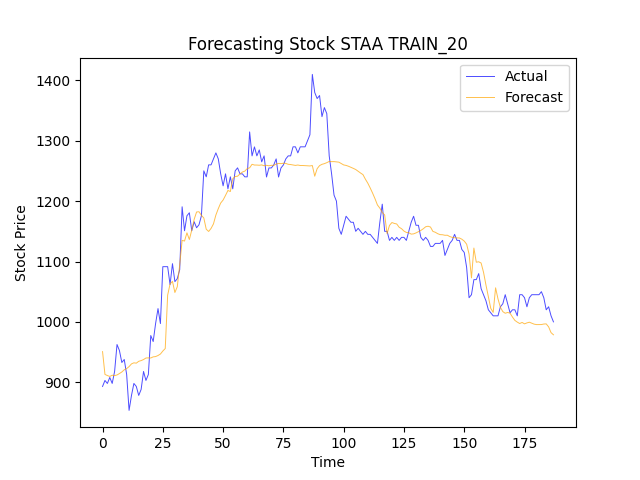 Forecasting Stock STAA TRAIN_20
Actual
Forecast
1400
1300
1200
1100
1000
900
Stock Price
0 25 50 75 100 125 150 175
Time